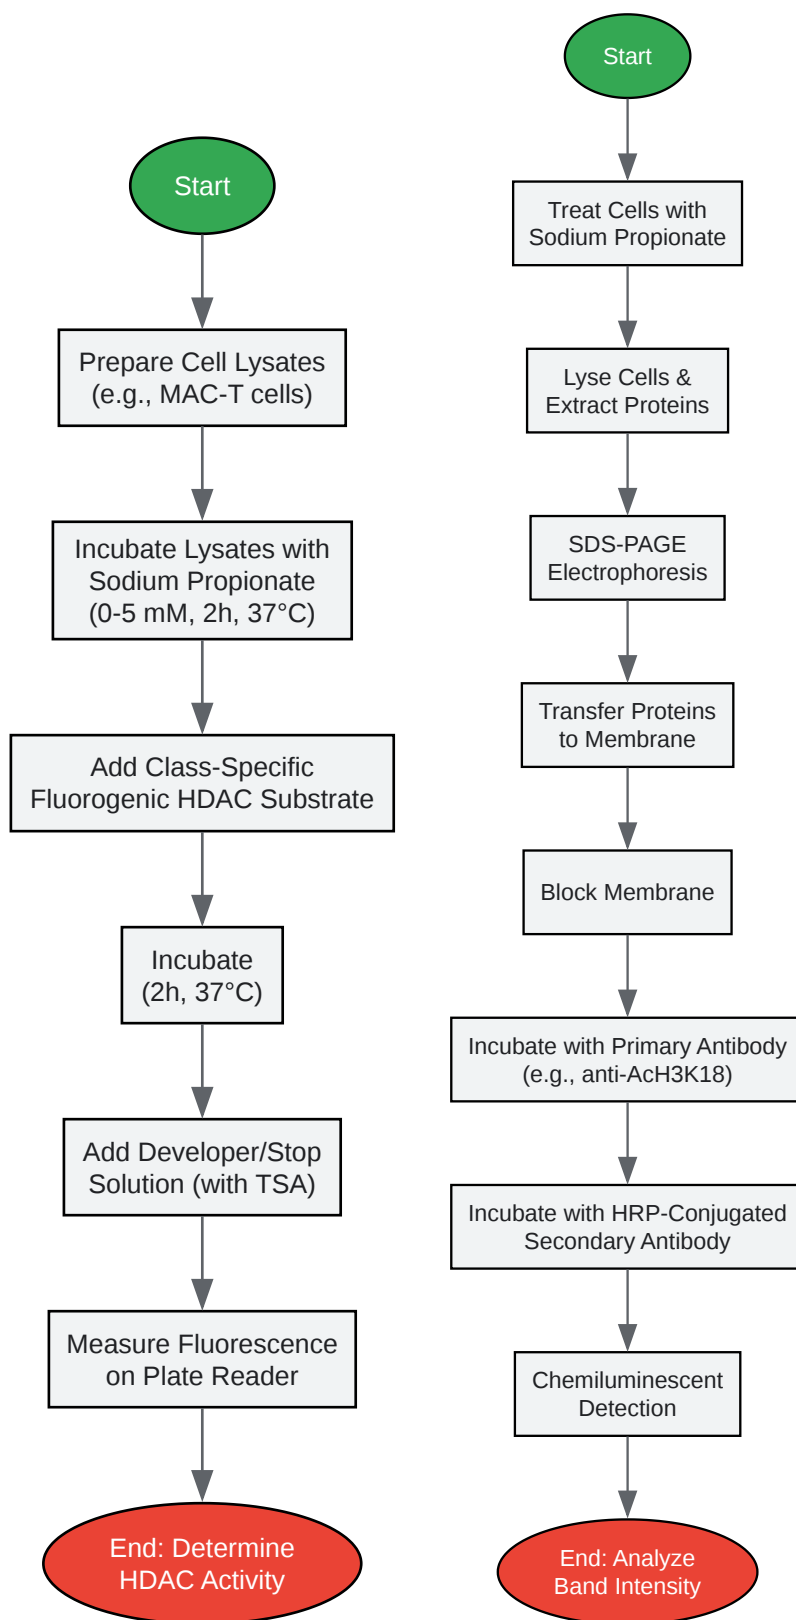 Start
Prepare Cell Lysates
(e.g., MAC-T cells)
Incubate Lysates with
Sodium Propionate
(0-5 mM, 2h, 37°C)
Add Class-Specific
Fluorogenic HDAC Substrate
Incubate
(2h, 37°C)
Add Developer/Stop
Solution (with TSA)
Measure Fluorescence
on Plate Reader
End: Determine
HDAC Activity
Start
Treat Cells with
Sodium Propionate
Lyse Cells &
Extract Proteins
SDS-PAGE
Electrophoresis
Transfer Proteins
to Membrane
Block Membrane
Incubate with Primary Antibody
(e.g., anti-AcH3K18)
Incubate with HRP-Conjugated
Secondary Antibody
Chemiluminescent
Detection
End: Analyze
Band Intensity